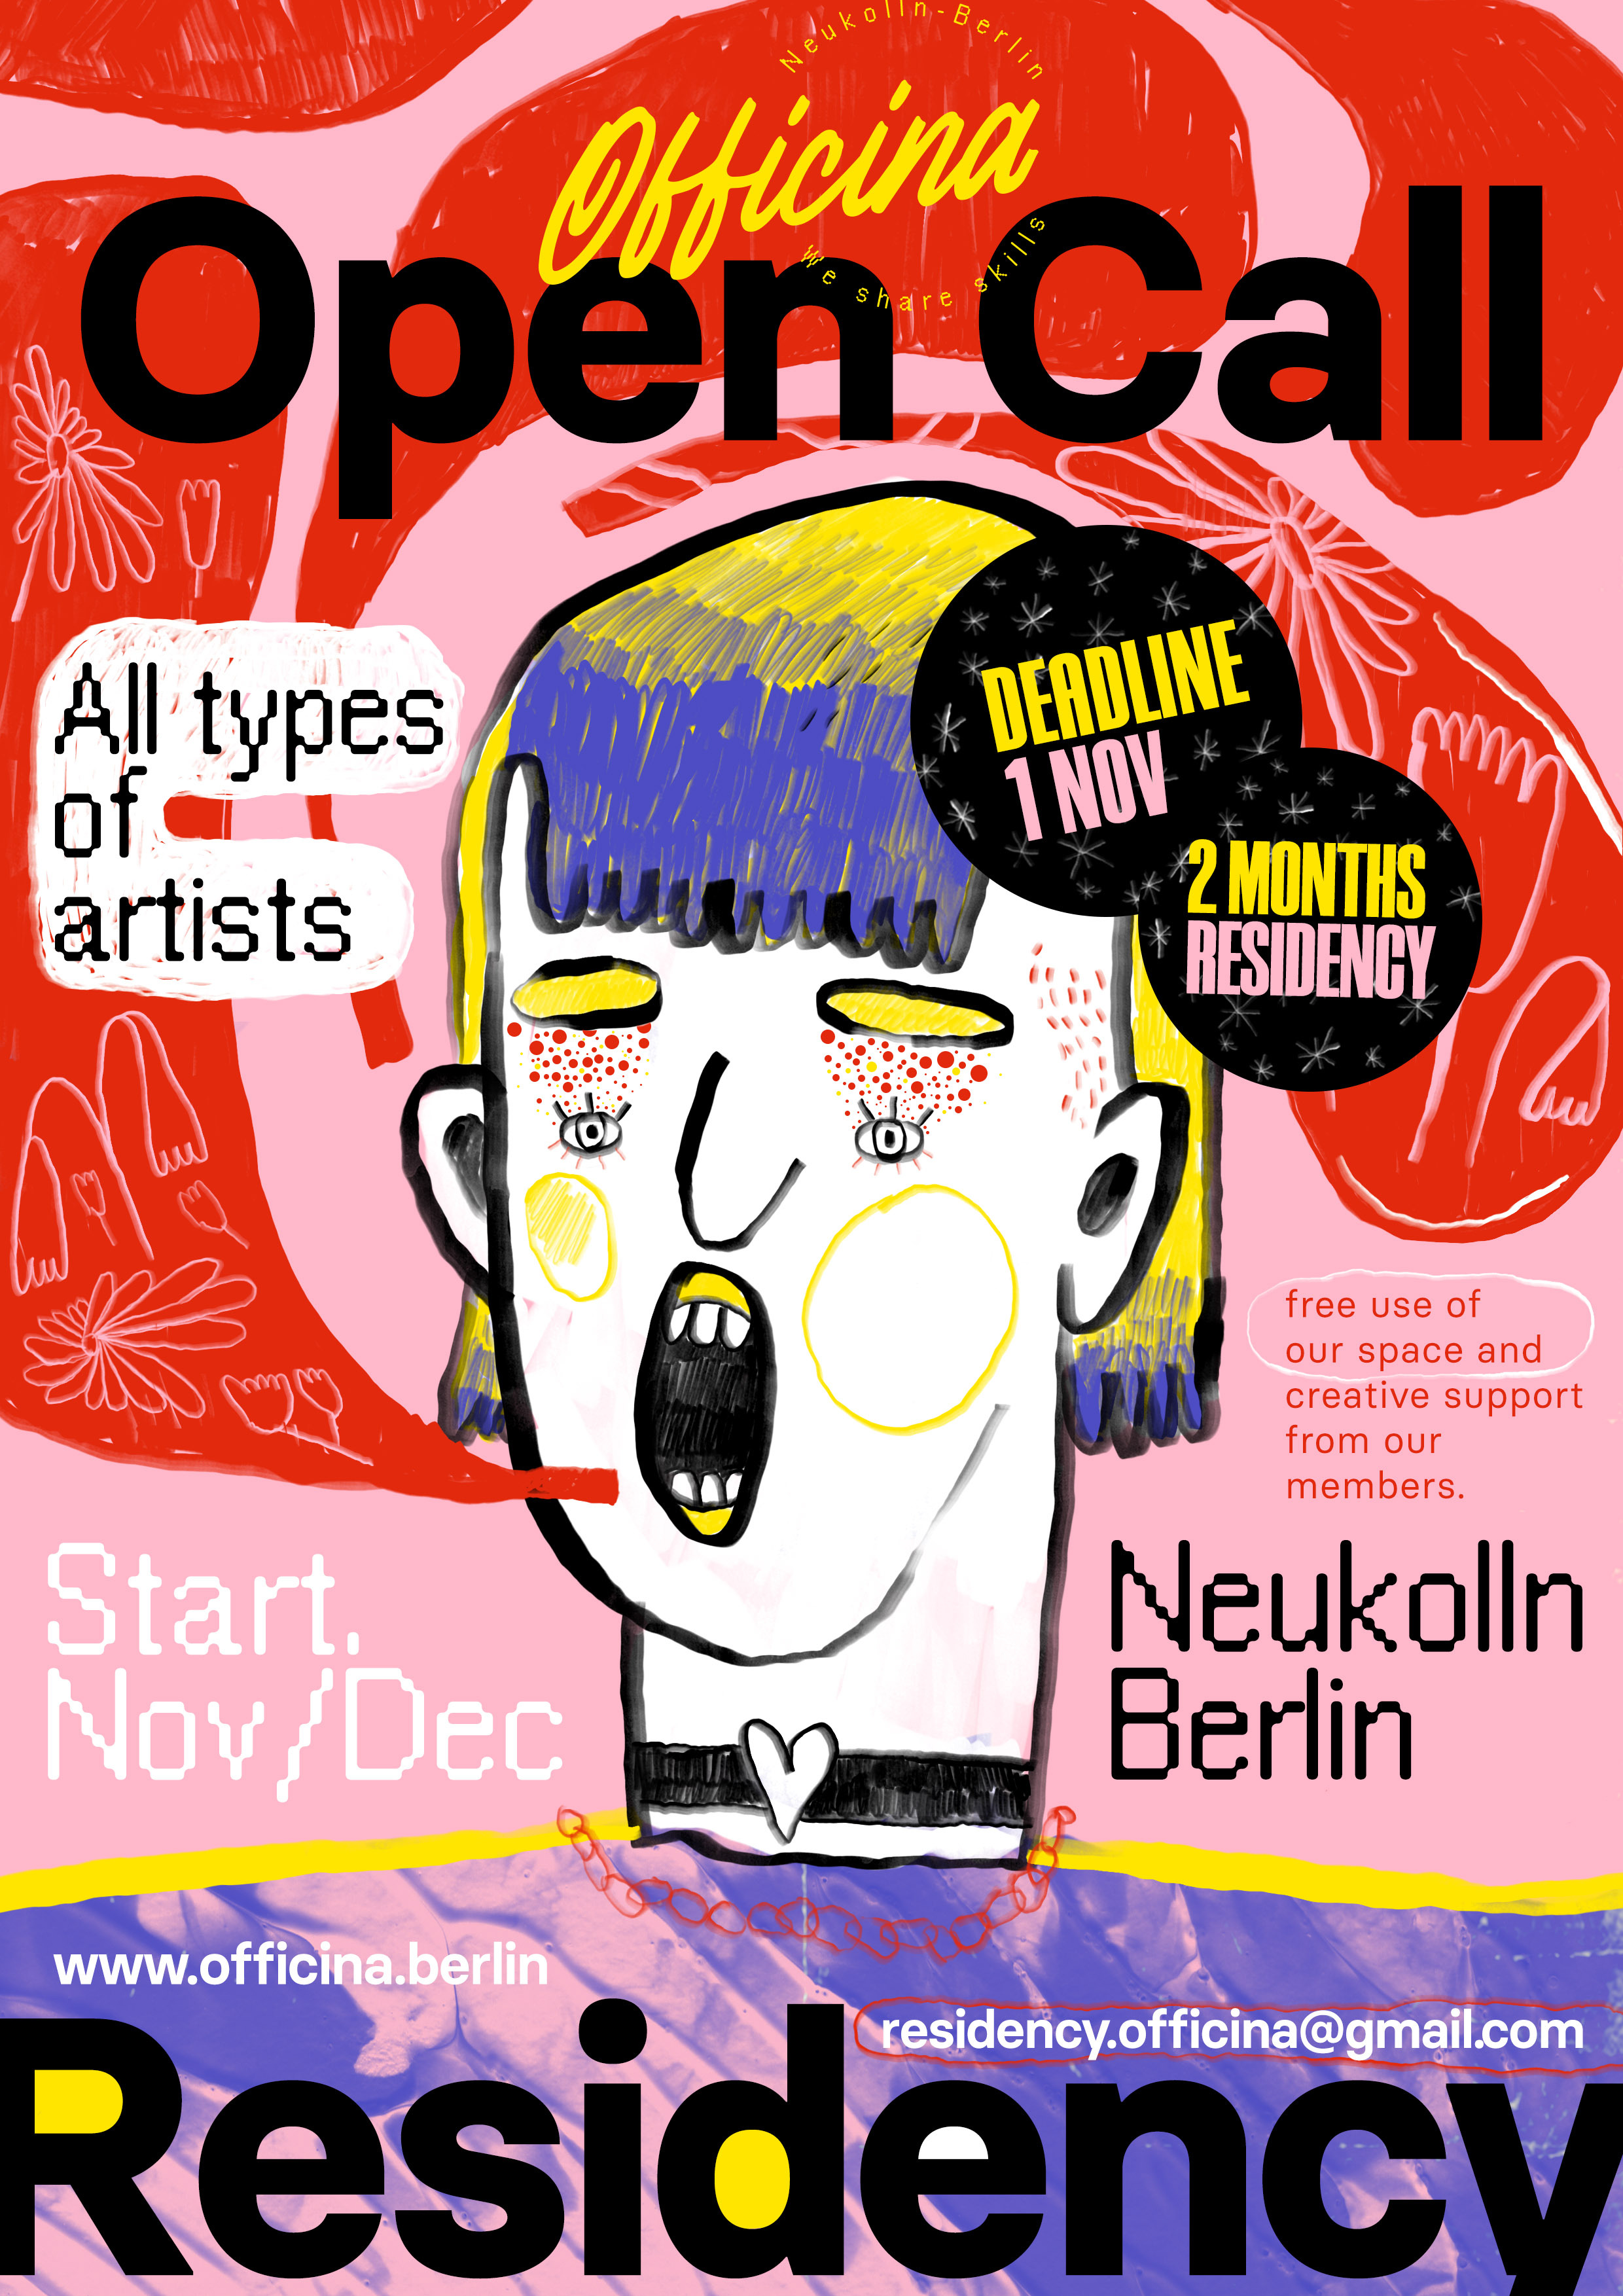 Neukolln-Berlin
Officina
we share skills
Open Call
DEADLINE
1 NOV
2 MONTHS
RESIDENCY
All types
of
artists
free use of
our space and
creative support
from our
members.
Start.
Nov/Dec
Neukolln
Berlin
www.officina.berlin
residency.officina@gmail.com
Residency